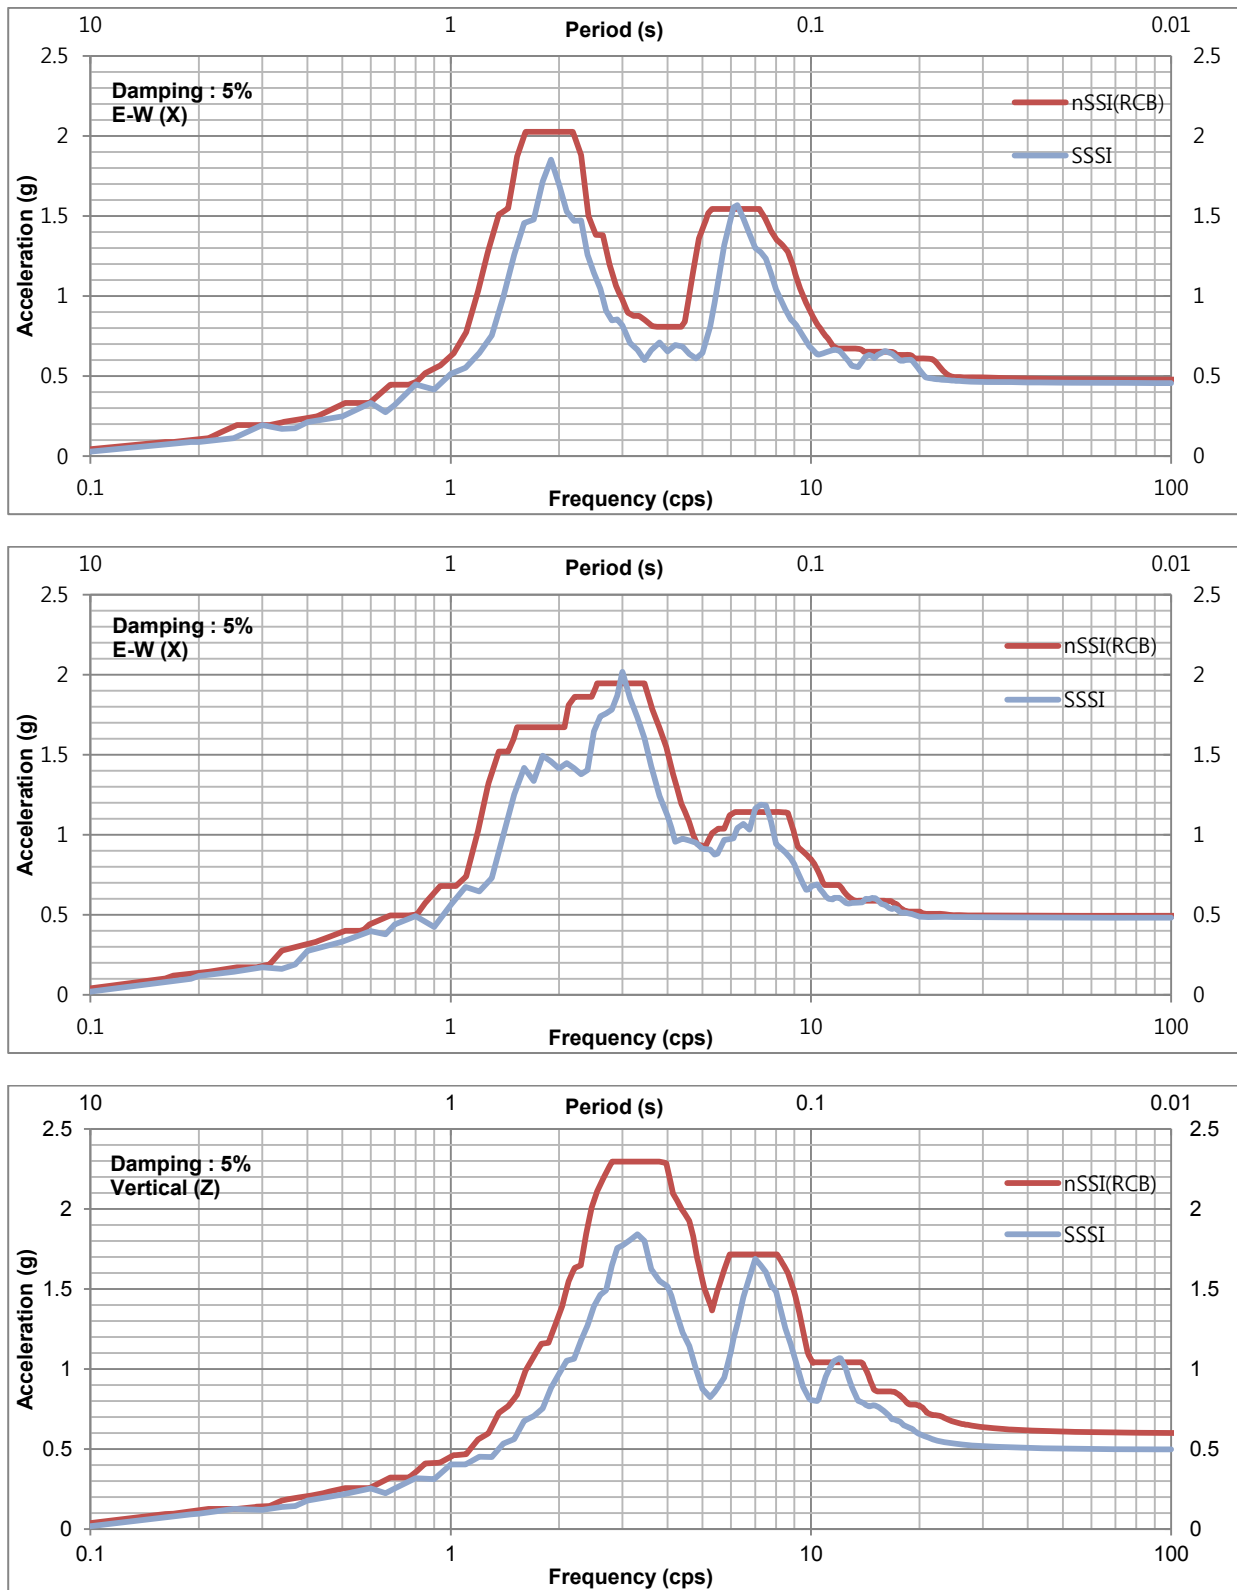 10 1 Period (s) 0.1 0.01
2.5 2.5
Damping : 5%
E-W (X)
nSSI(RCB)
2 2
SSSI
1.5 1.5
Acceleration (g)
1 1
0.5 0.5
0 0
0.1 1 10 100
Frequency (cps)
10 1 Period (s) 0.1 0.01
2.5 2.5
Damping : 5%
E-W (X)
nSSI(RCB)
2 2
SSSI
1.5 1.5
Acceleration (g)
1 1
0.5 0.5
0 0
0.1 1 10 100
Frequency (cps)
10 1 Period (s) 0.1 0.01
2.5 2.5
Damping : 5%
Vertical (Z)
nSSI(RCB)
2 2
SSSI
1.5 1.5
Acceleration (g)
1 1
0.5 0.5
0 0
0.1 1 10 100
Frequency (cps)